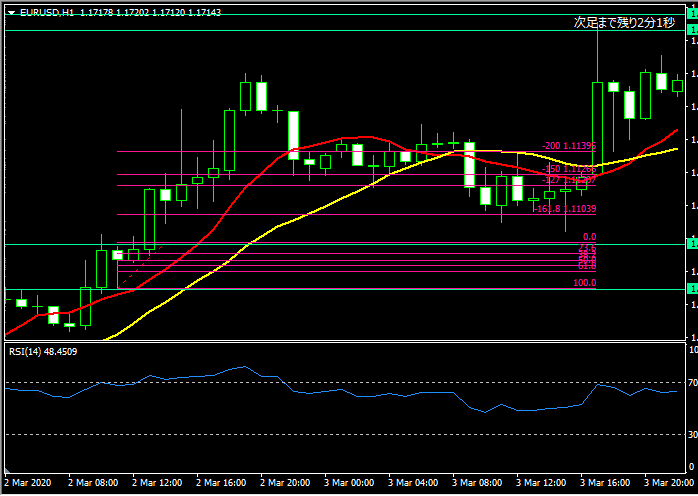 EURUSD,H1 1.17178 1.17202 1.17120 1.17143
次足まで残り2分1秒
-200 1.11396
-161.8 1.11039
0.0
100.0
RSI(14) 48.4509
70
30
0
2 Mar 2020
2 Mar 08:00
2 Mar 12:00
2 Mar 16:00
2 Mar 20:00
3 Mar 00:00
3 Mar 04:00
3 Mar 08:00
3 Mar 12:00
3 Mar 16:00
3 Mar 20:00